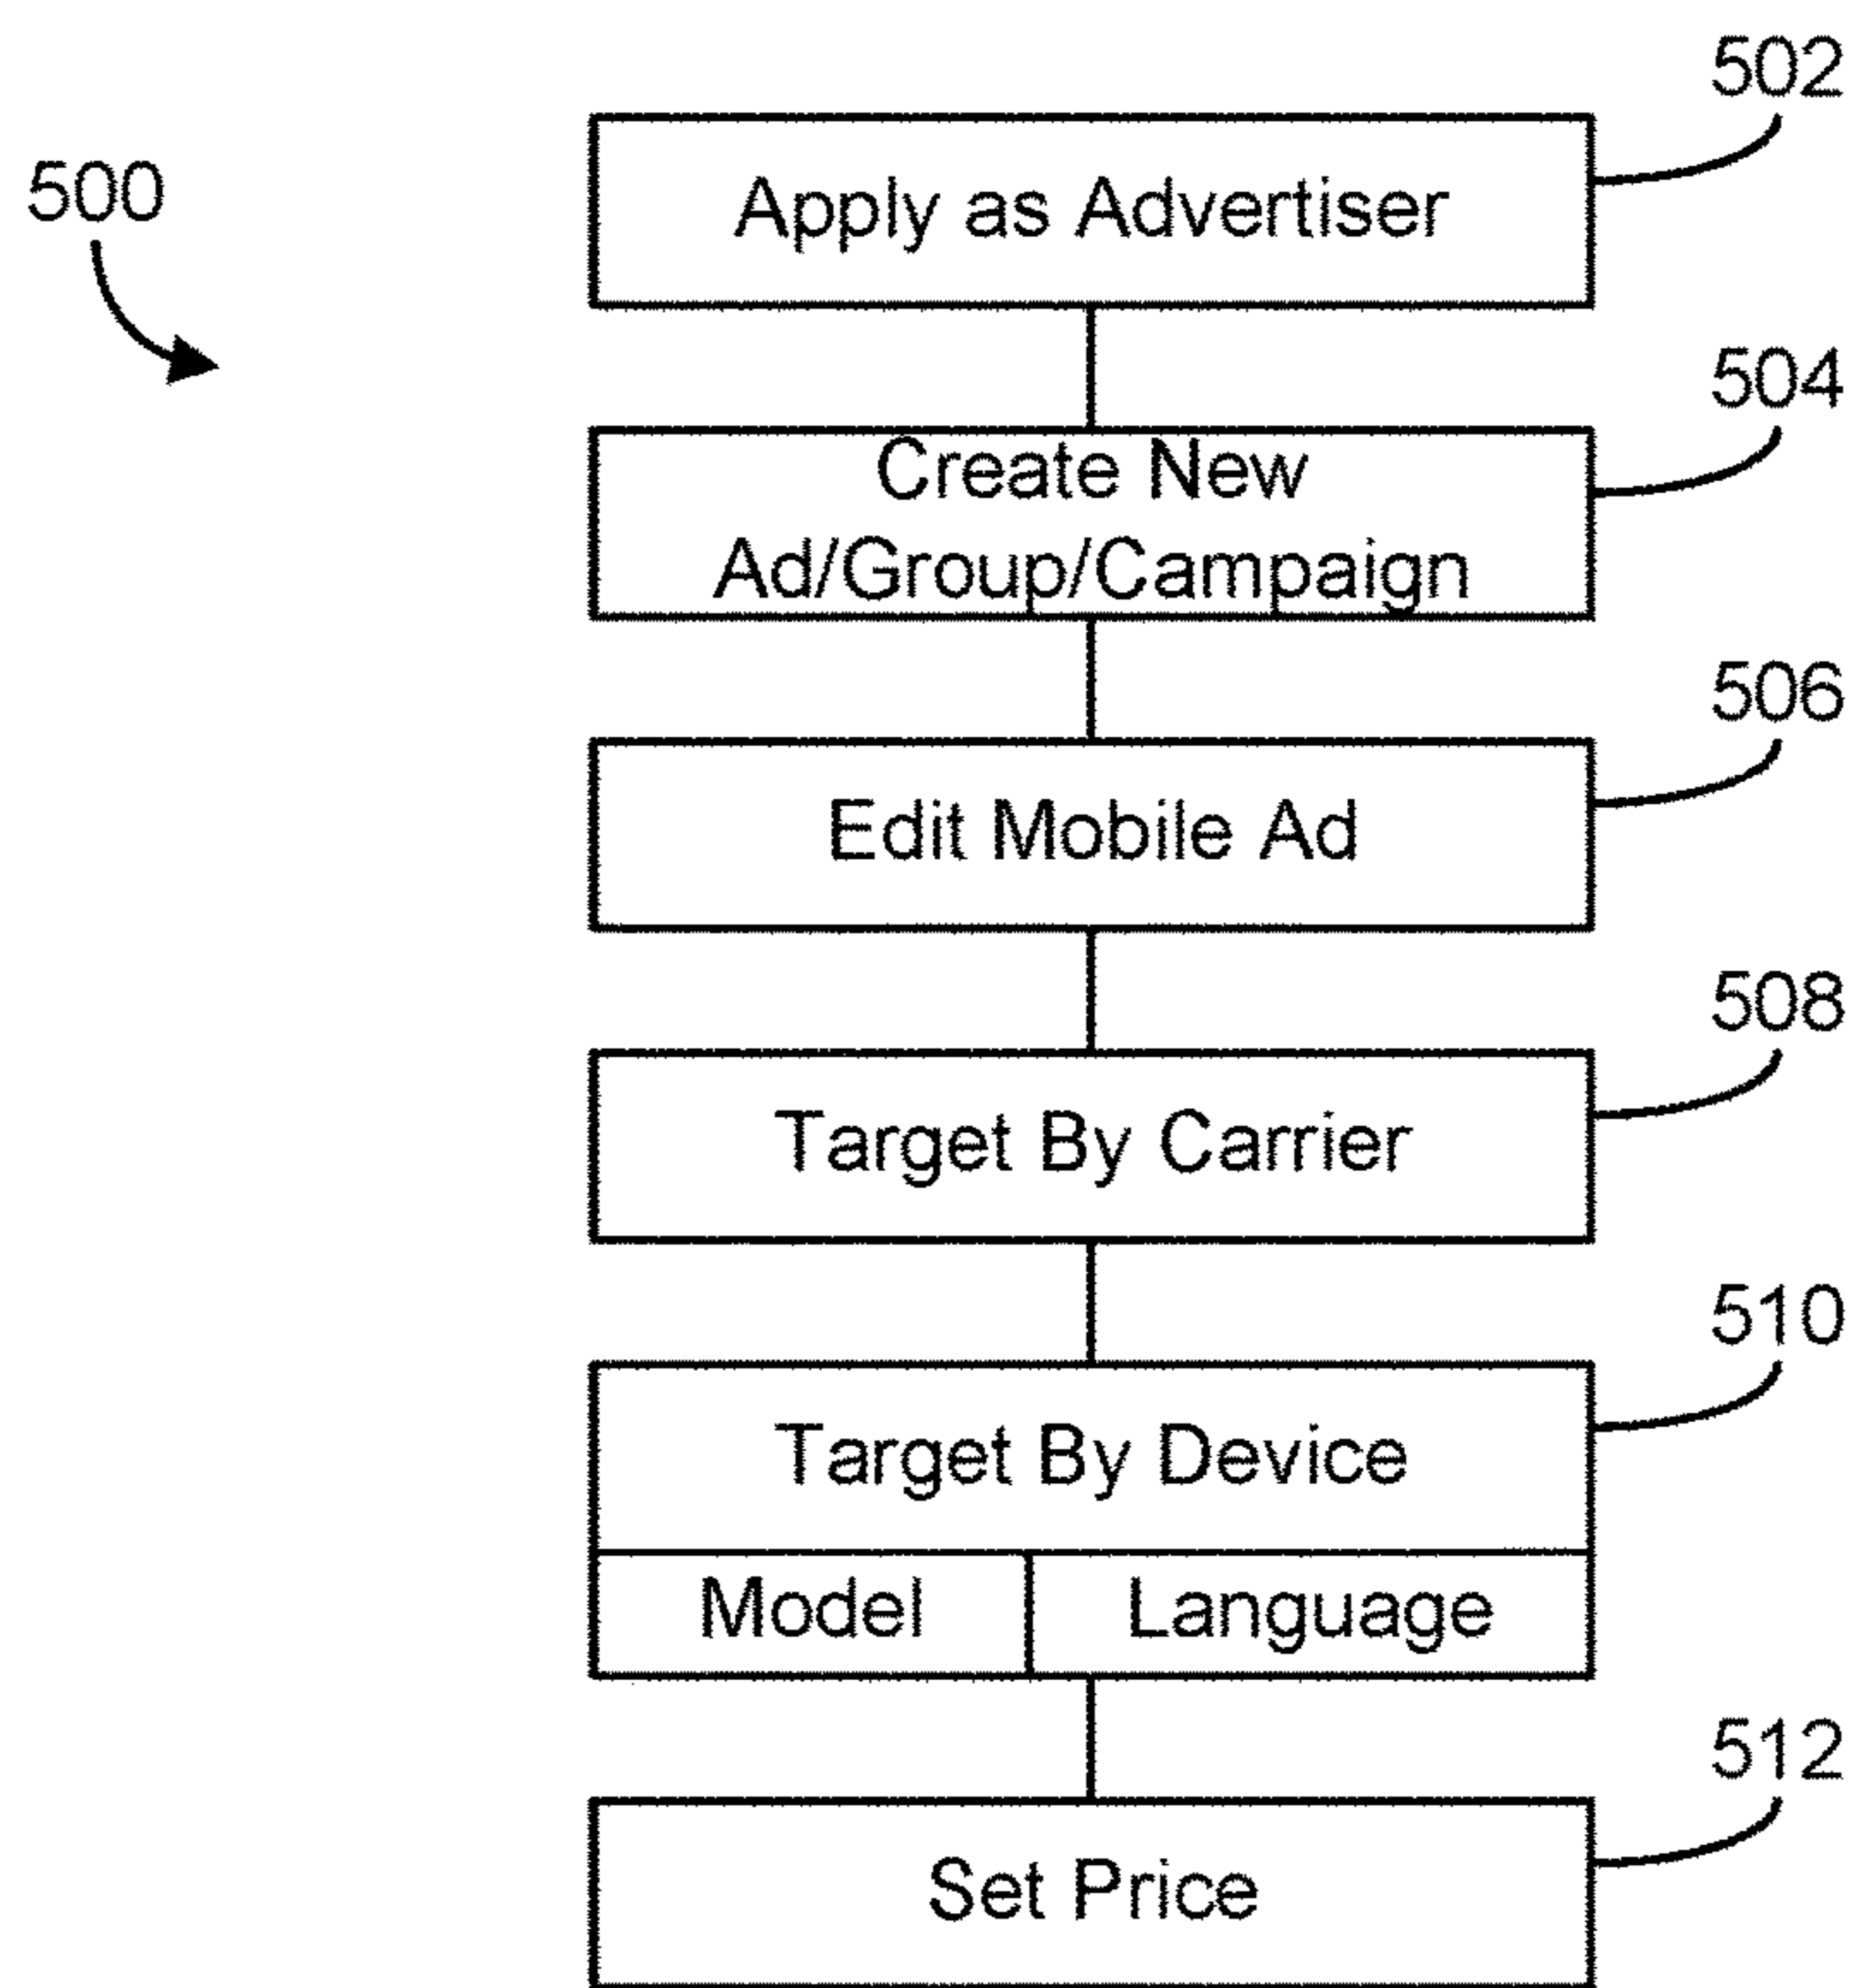 502
500
Apply as Advertiser
504
Create New
Ad/Group/Campaign
506
Edit Mobile Ad
508
Target By Carrier
510
Target By Device
Model Language
512
Set Price